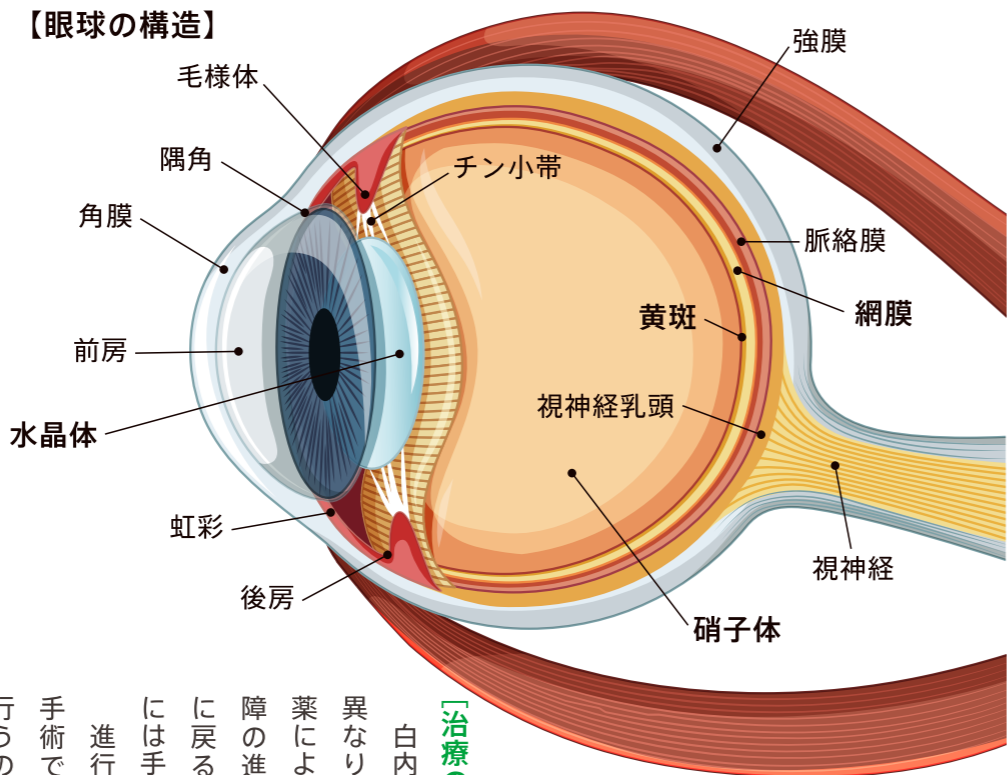 【眼球の構造】
毛様体
隅角
角膜
前房
水晶体
虹彩
後房
チン小帯
強膜
脈絡膜
網膜
黄斑
視神経乳頭
視神経
硝子体
［治療の
白内
異なり
薬によ
障の進
に戻る
には手
進行
手術で
行うの